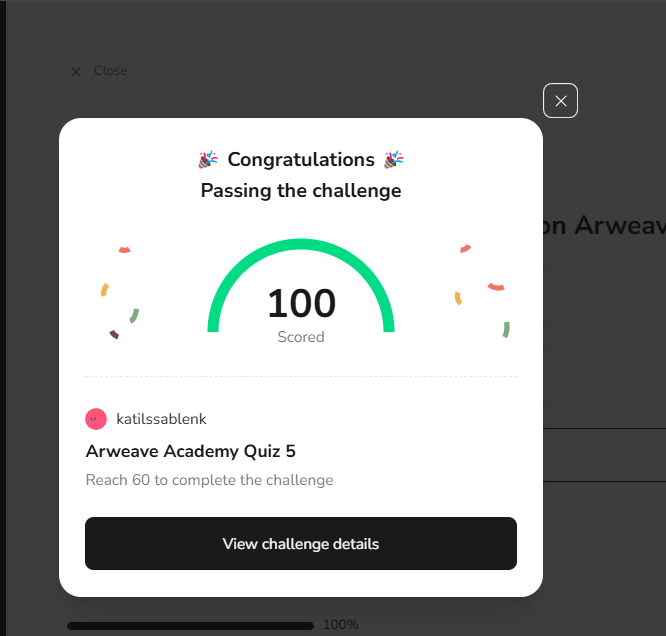 Close
Congratulations
Passing the challenge
on Arweav
100
Scored
katilssablenk
Arweave Academy Quiz 5
Reach 60 to complete the challenge
View challenge details
100%